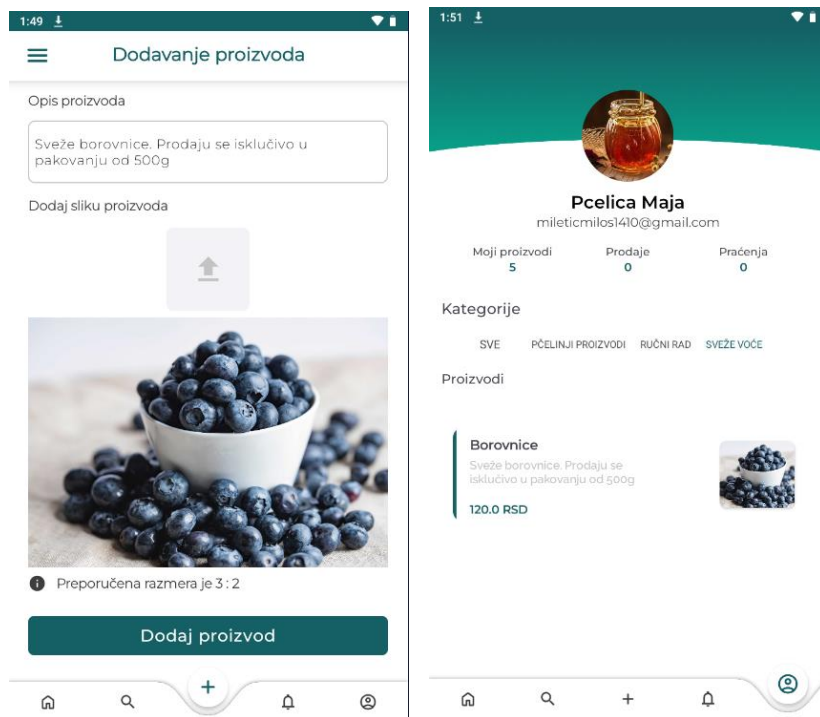 1:49
Dodavanje proizvoda
Opis proizvoda
Sveže borovnice. Prodaju se isključivo u
pakovanju od 500g
Dodaj sliku proizvoda
Preporučena razmera je 3 : 2
Dodaj proizvod
1:51
Pcelica Maja
mileticmilos1410@gmail.com
Moji proizvodi Prodaje Praćenja
5 0 0
Kategorije
SVE PČELINJI PROIZVODI RUČNI RAD SVEŽE VOĆE
Proizvodi
Borovnice
Sveže borovnice. Prodaju se
isključivo u pakovanju od 500g
120.0 RSD